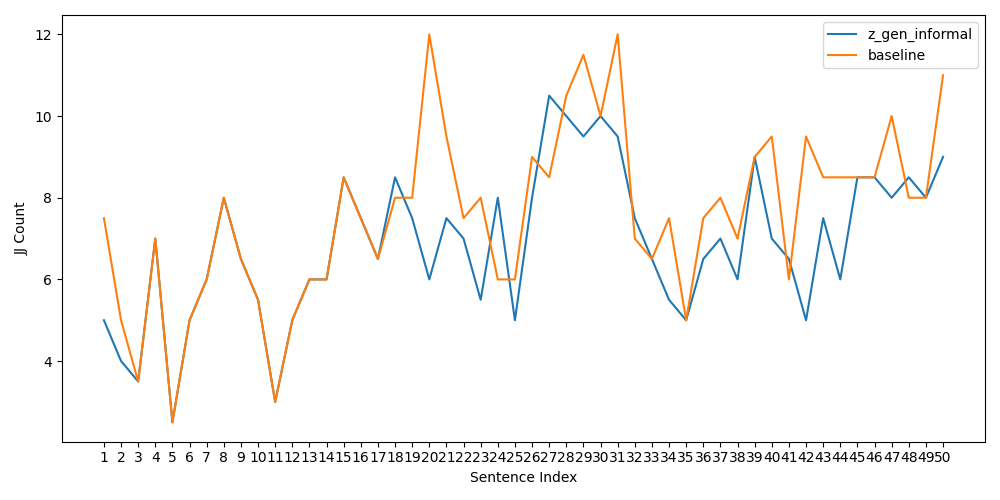 z_gen_informal
baseline
12
10
8
6
4
JJ Count
1 2 3 4 5 6 7 8 9 10 11 12 13 14 15 16 17 18 19 20 21 22 23 24 25 26 27 28 29 30 31 32 33 34 35 36 37 38 39 40 41 42 43 44 45 46 47 48 49 50
Sentence Index